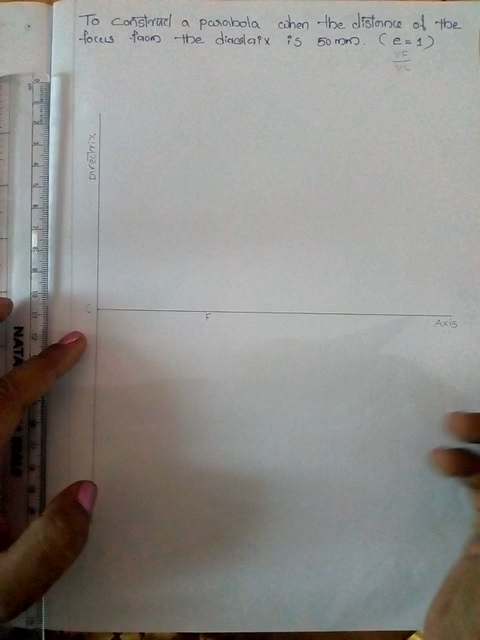 To construct a parabola when the distance of the
focus from the directrix is 50 mm. (e = 1)
VF
VC
Directrix
C
F
Axis
NATA